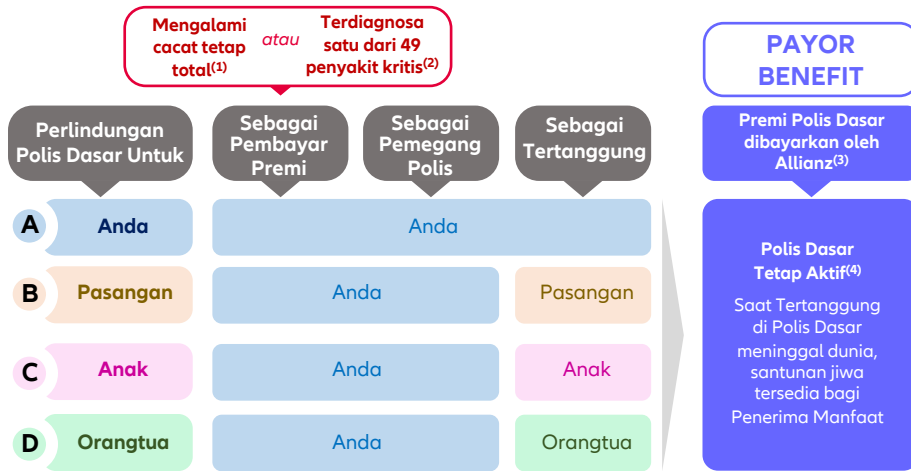 Mengalami
cacat tetap
total(1)
atau
Terdiagnosa
satu dari 49
penyakit kritis(2)
PAYOR
BENEFIT
Perlindungan
Polis Dasar Untuk
Sebagai
Pembayar
Premi
Sebagai
Pemegang
Polis
Sebagai
Tertanggung
Premi Polis Dasar
dibayarkan oleh
Allianz(3)
A
Anda
Anda
B
Pasangan
Anda
Pasangan
C
Anak
Anda
Anak
D
Orangtua
Anda
Orangtua
Polis Dasar
Tetap Aktif(4)
Saat Tertanggung
di Polis Dasar
meninggal dunia,
santunan jiwa
tersedia bagi
Penerima Manfaat